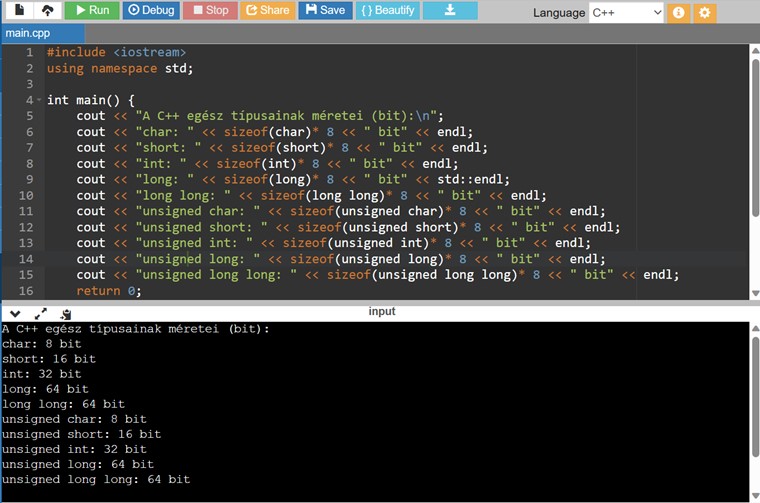 Run Debug Stop Share Save { } Beautify Language C++
main.cpp
1 #include <iostream>
2 using namespace std;
3
4 int main() {
5 cout << "A C++ egész típusainak méretei (bit):\n";
6 cout << "char: " << sizeof(char)* 8 << " bit" << endl;
7 cout << "short: " << sizeof(short)* 8 << " bit" << endl;
8 cout << "int: " << sizeof(int)* 8 << " bit" << endl;
9 cout << "long: " << sizeof(long)* 8 << " bit" << std::endl;
10 cout << "long long: " << sizeof(long long)* 8 << " bit" << endl;
11 cout << "unsigned char: " << sizeof(unsigned char)* 8 << " bit" << endl;
12 cout << "unsigned short: " << sizeof(unsigned short)* 8 << " bit" << endl;
13 cout << "unsigned int: " << sizeof(unsigned int)* 8 << " bit" << endl;
14 cout << "unsigned long: " << sizeof(unsigned long)* 8 << " bit" << endl;
15 cout << "unsigned long long: " << sizeof(unsigned long long)* 8 << " bit" << endl;
16 return 0;
input
A C++ egész típusainak méretei (bit):
char: 8 bit
short: 16 bit
int: 32 bit
long: 64 bit
long long: 64 bit
unsigned char: 8 bit
unsigned short: 16 bit
unsigned int: 32 bit
unsigned long: 64 bit
unsigned long long: 64 bit